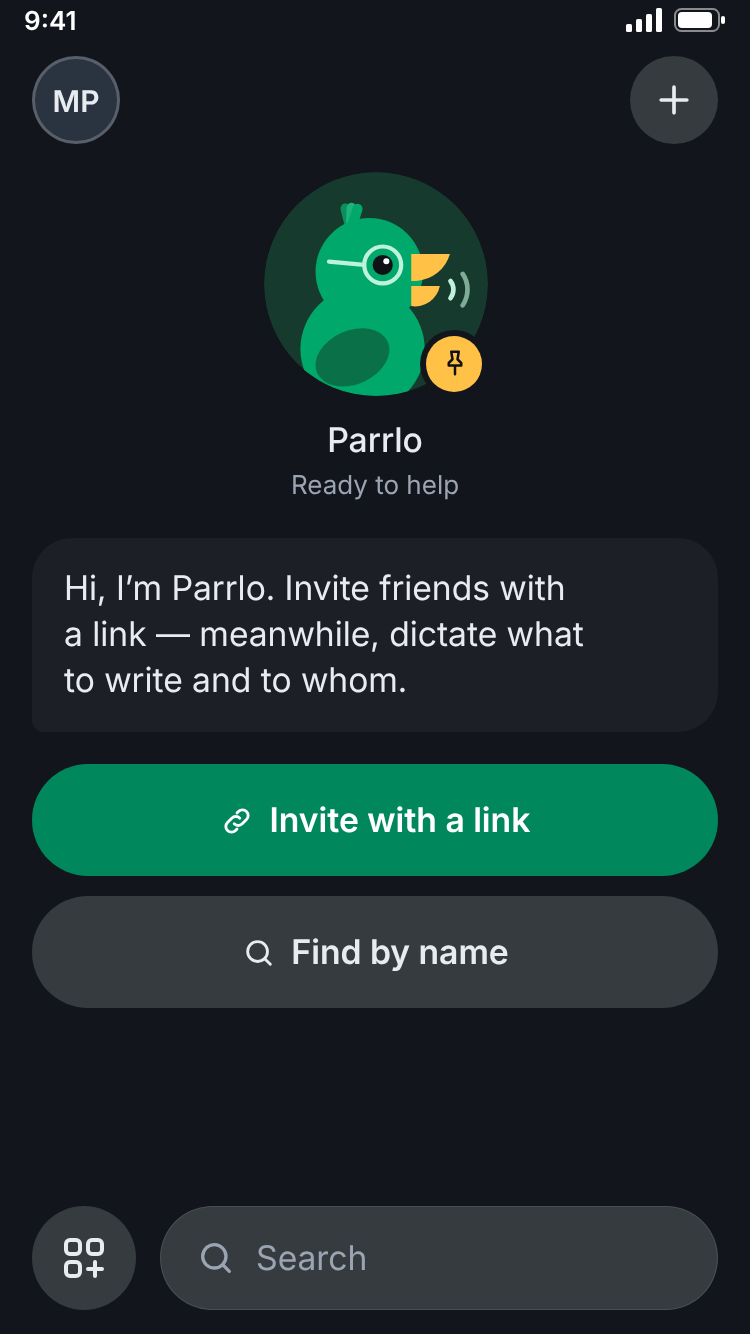 9:41
MP
Parrlo
Ready to help
Hi, I’m Parrlo. Invite friends with
a link — meanwhile, dictate what
to write and to whom.
Invite with a link
Find by name
Search